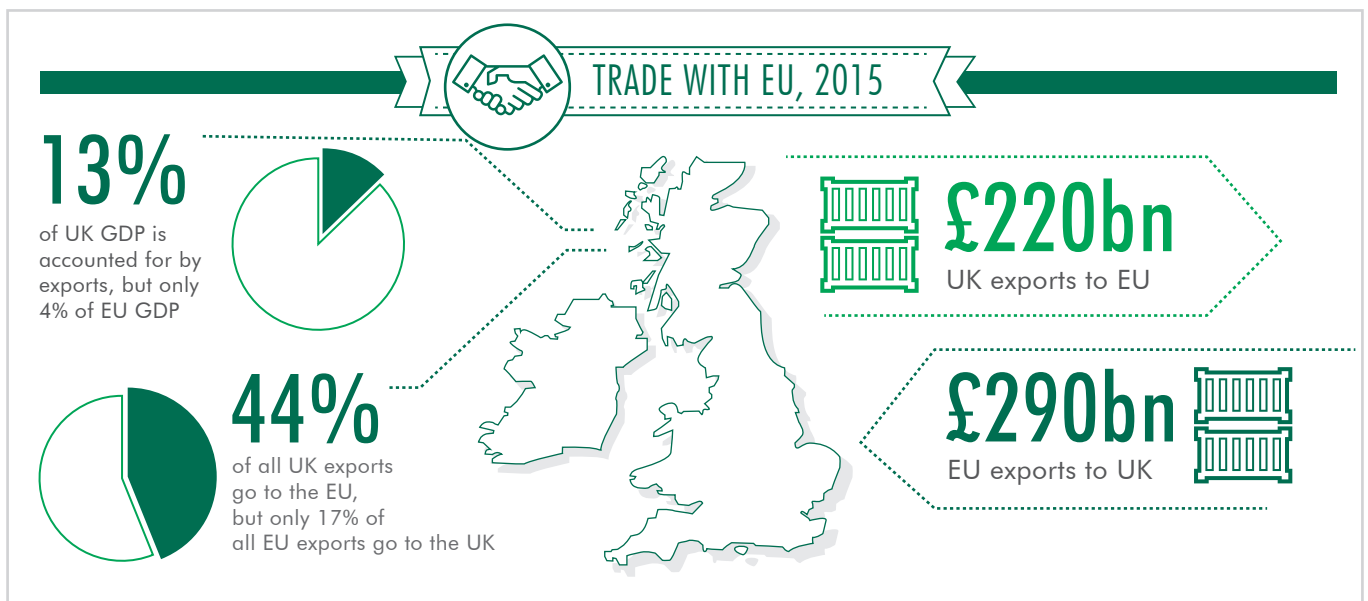 TRADE WITH EU, 2015
13%
of UK GDP is
accounted for by
exports, but only
4% of EU GDP
44%
of all UK exports
go to the EU,
but only 17% of
all EU exports go to the UK
£220bn
UK exports to EU
£290bn
EU exports to UK